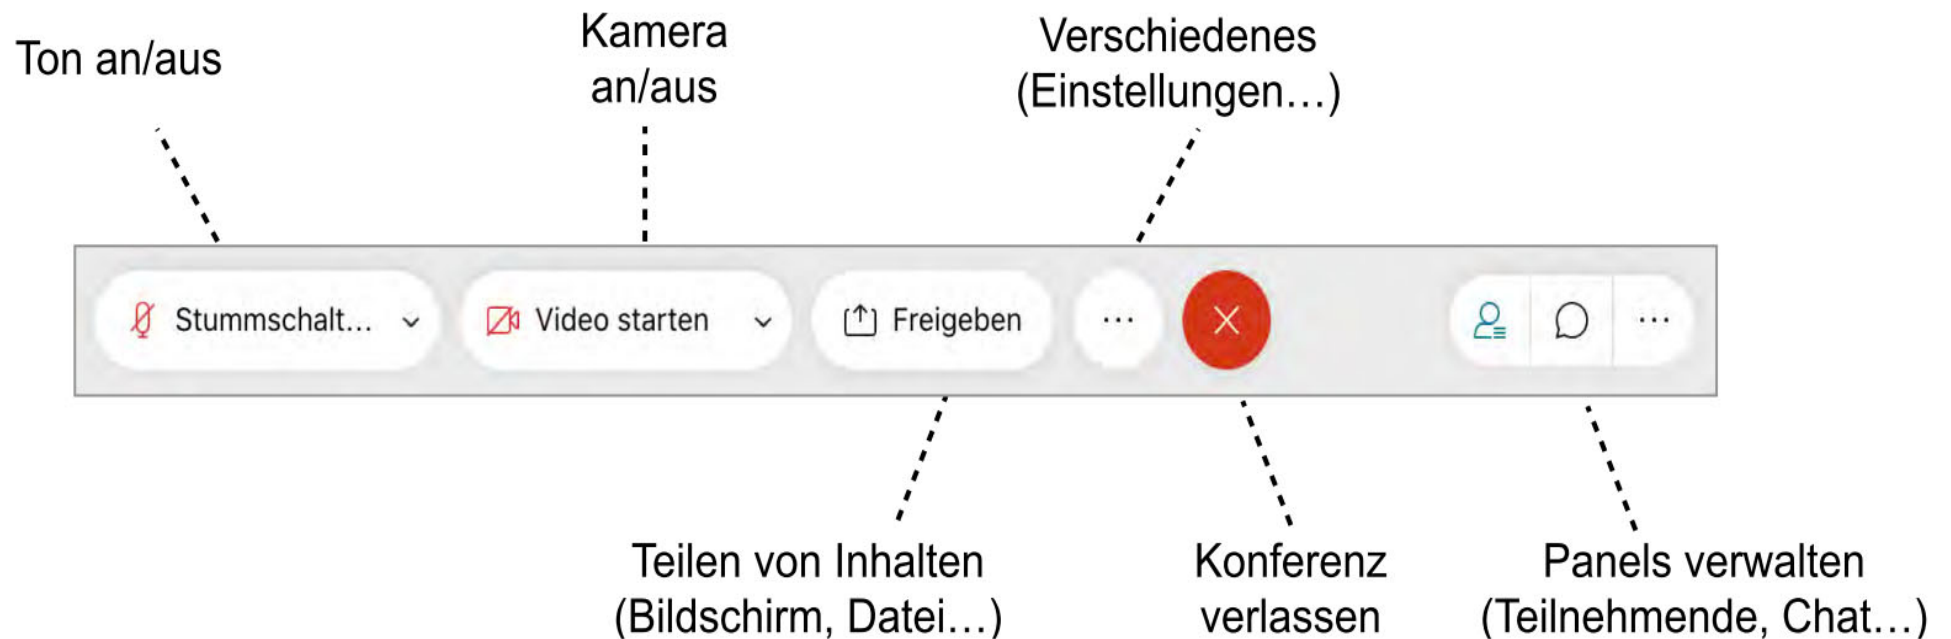 Ton an/aus
Kamera
an/aus
Verschiedenes
(Einstellungen…)
Stummschalt…
Video starten
Freigeben
Teilen von Inhalten
(Bildschirm, Datei…)
Konferenz
verlassen
Panels verwalten
(Teilnehmende, Chat…)